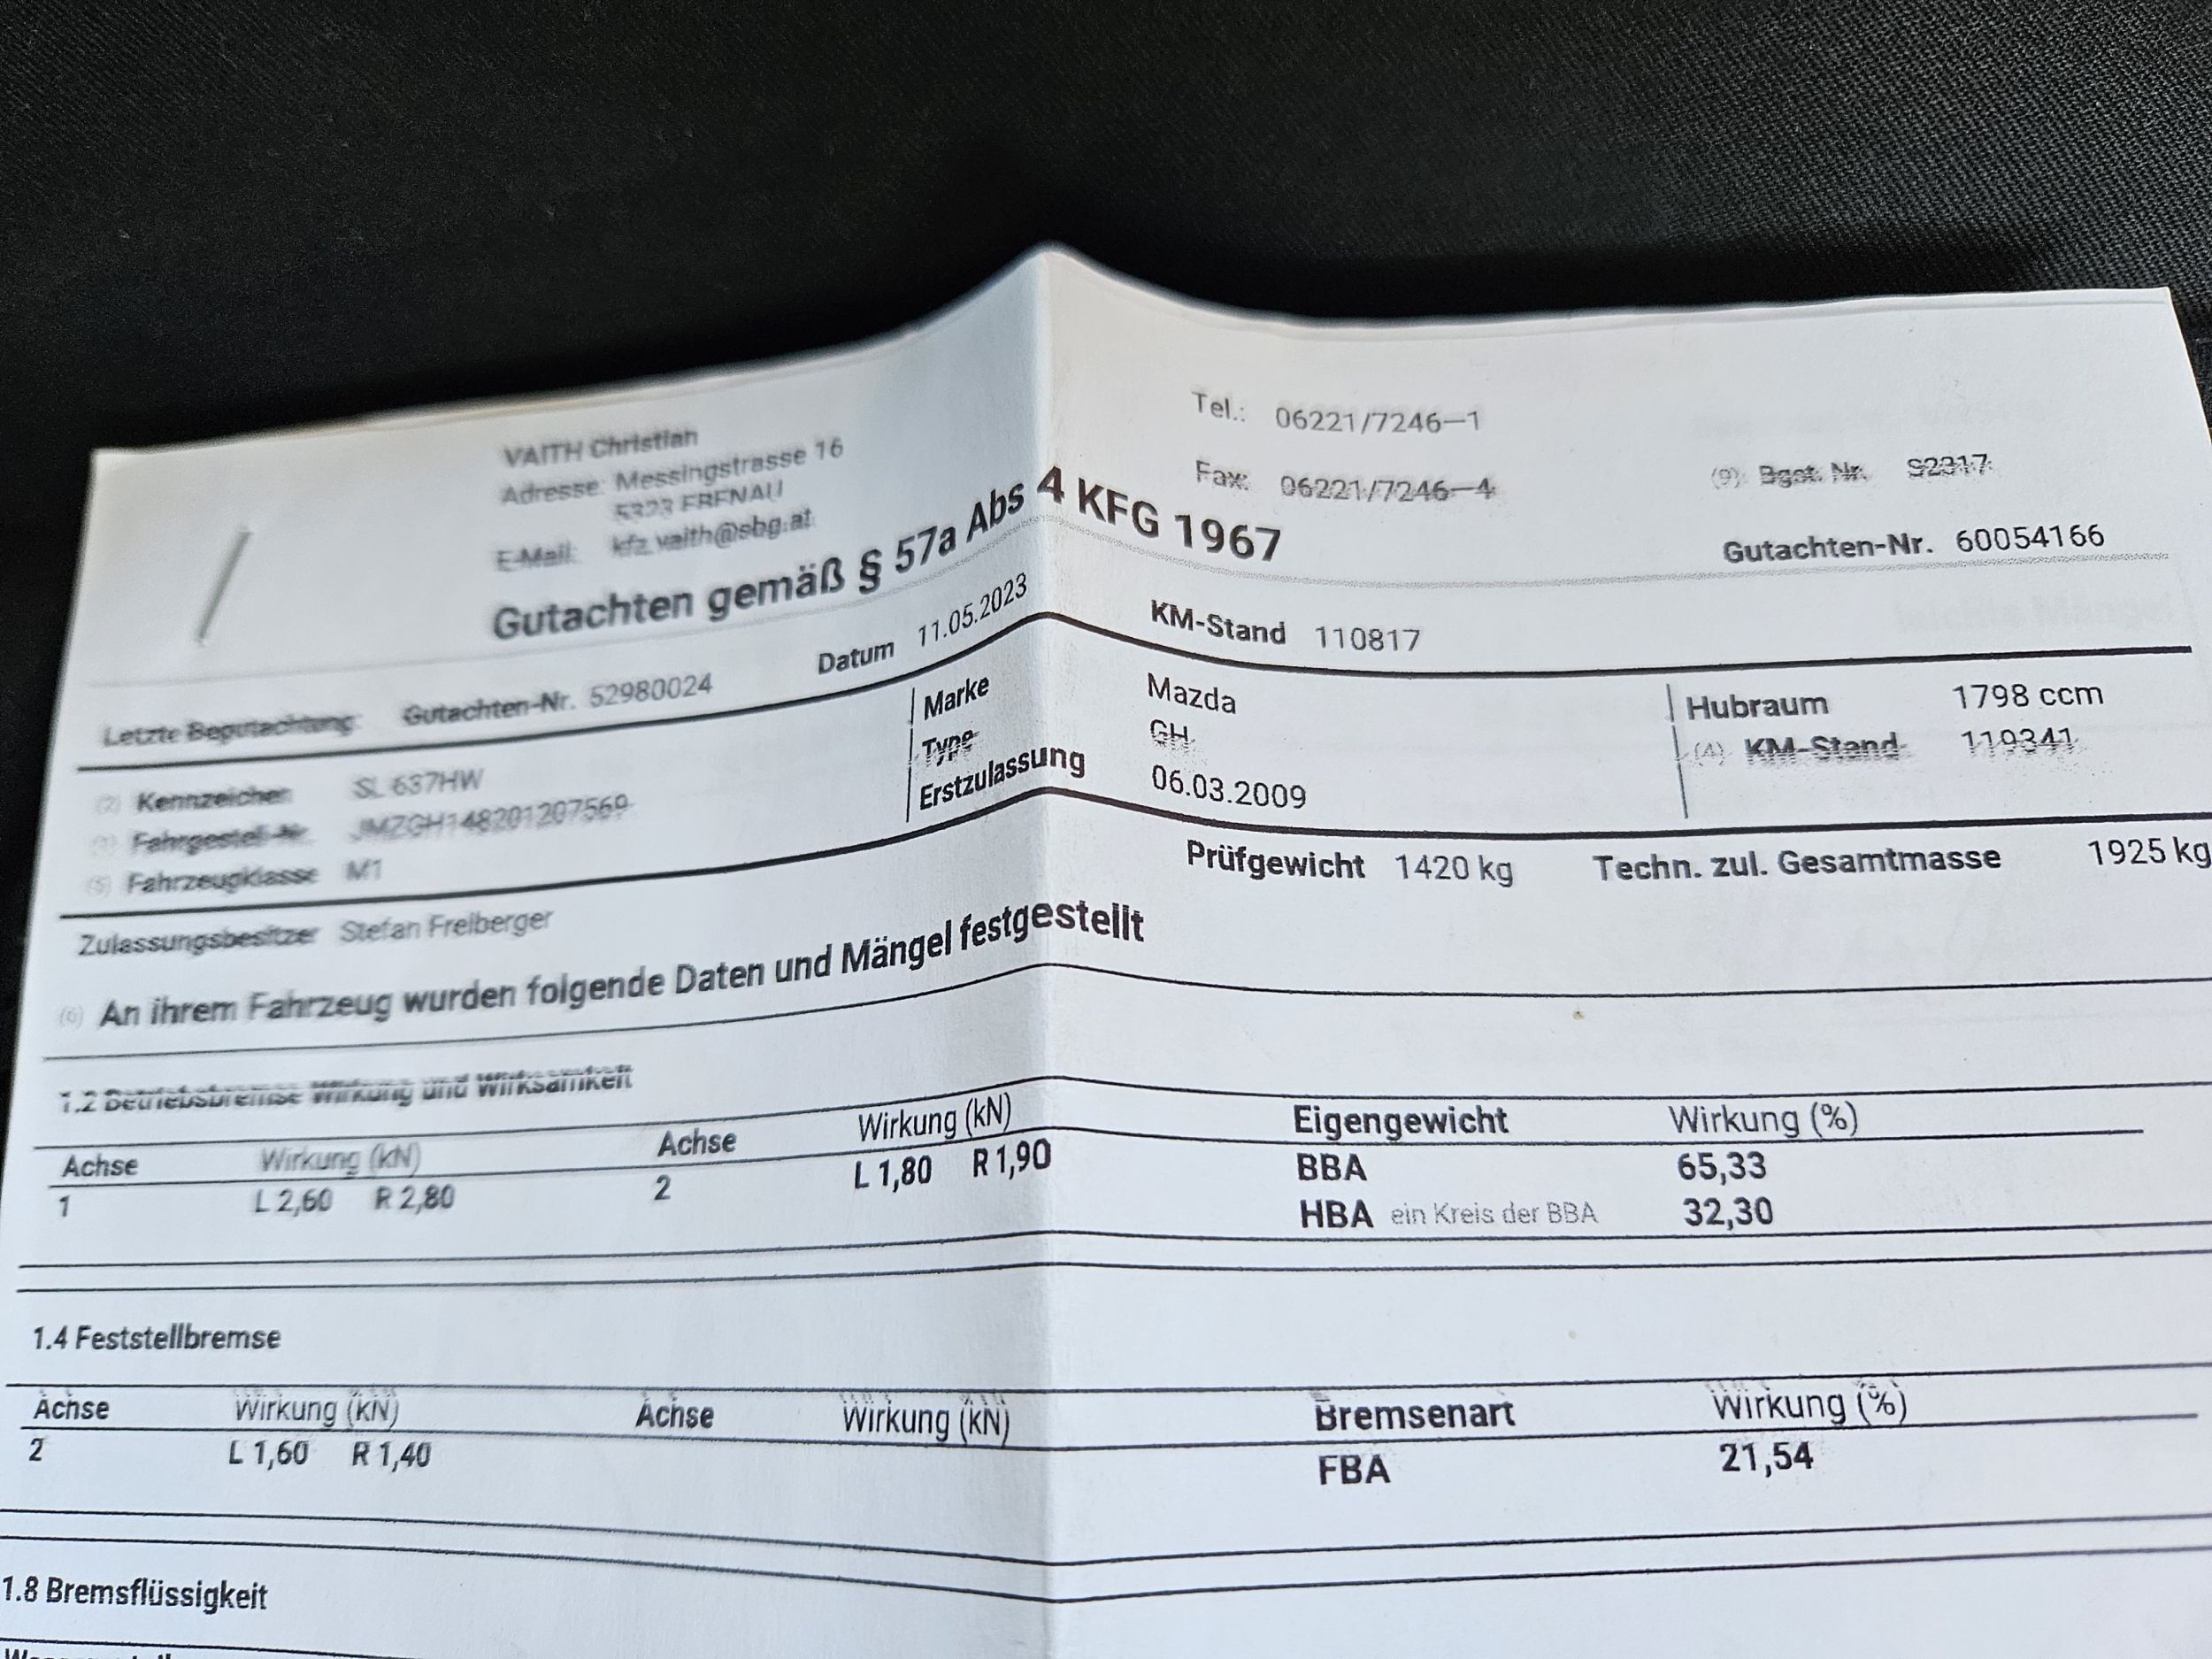 VAITH Christian
Adresse: Messingstrasse 16
5323 EBENAU
E-Mail: kfz.vaith@sbg.at
Tel.: 06221/7246-1
Fax: 06221/7246-4
(9) Bgst. Nr. S2317
Gutachten gemäß § 57a Abs 4 KFG 1967
Gutachten-Nr. 60054166
Letzte Begutachtung: Gutachten-Nr. 52980024 Datum 11.05.2023 KM-Stand 110817
(2) Kennzeichen SL 637HW Marke Mazda Hubraum 1798 ccm
(3) Fahrgestell-Nr. JMZGH148201207569 Type GH (4) KM-Stand 119341
(5) Fahrzeugklasse M1 Erstzulassung 06.03.2009
Zulassungsbesitzer Stefan Freiberger Prüfgewicht 1420 kg Techn. zul. Gesamtmasse 1925 kg
(6) An ihrem Fahrzeug wurden folgende Daten und Mängel festgestellt
1.2 Betriebsbremse Wirkung und Wirksamkeit
Achse Wirkung (kN) Achse Wirkung (kN) Eigengewicht Wirkung (%)
1 L 2,60 R 2,80 2 L 1,80 R 1,90 BBA 65,33
HBA ein Kreis der BBA 32,30
1.4 Feststellbremse
Achse Wirkung (kN) Achse Wirkung (kN) Bremsenart Wirkung (%)
2 L 1,60 R 1,40 FBA 21,54
1.8 Bremsflüssigkeit